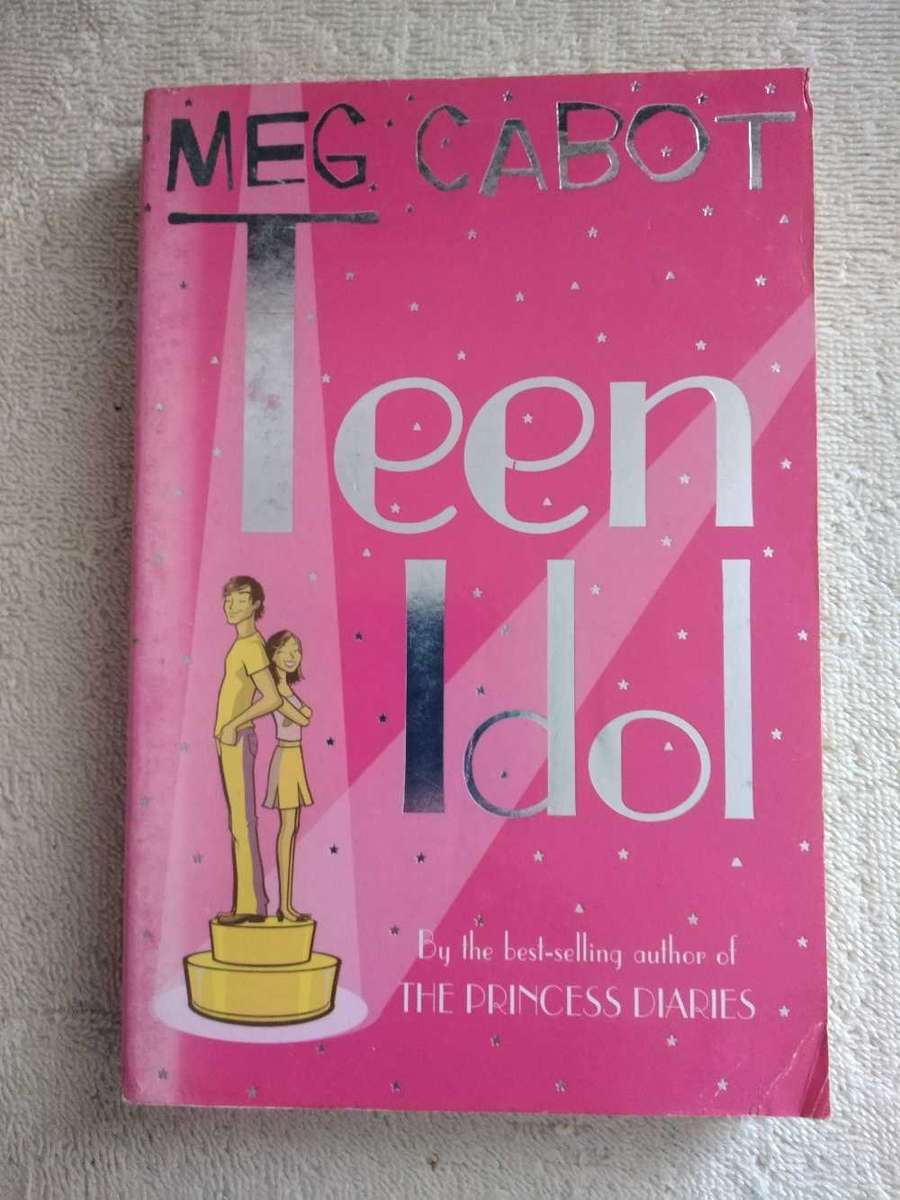 MEG CABOT
Teen
Idol
By the best-selling author of
THE PRINCESS DIARIES